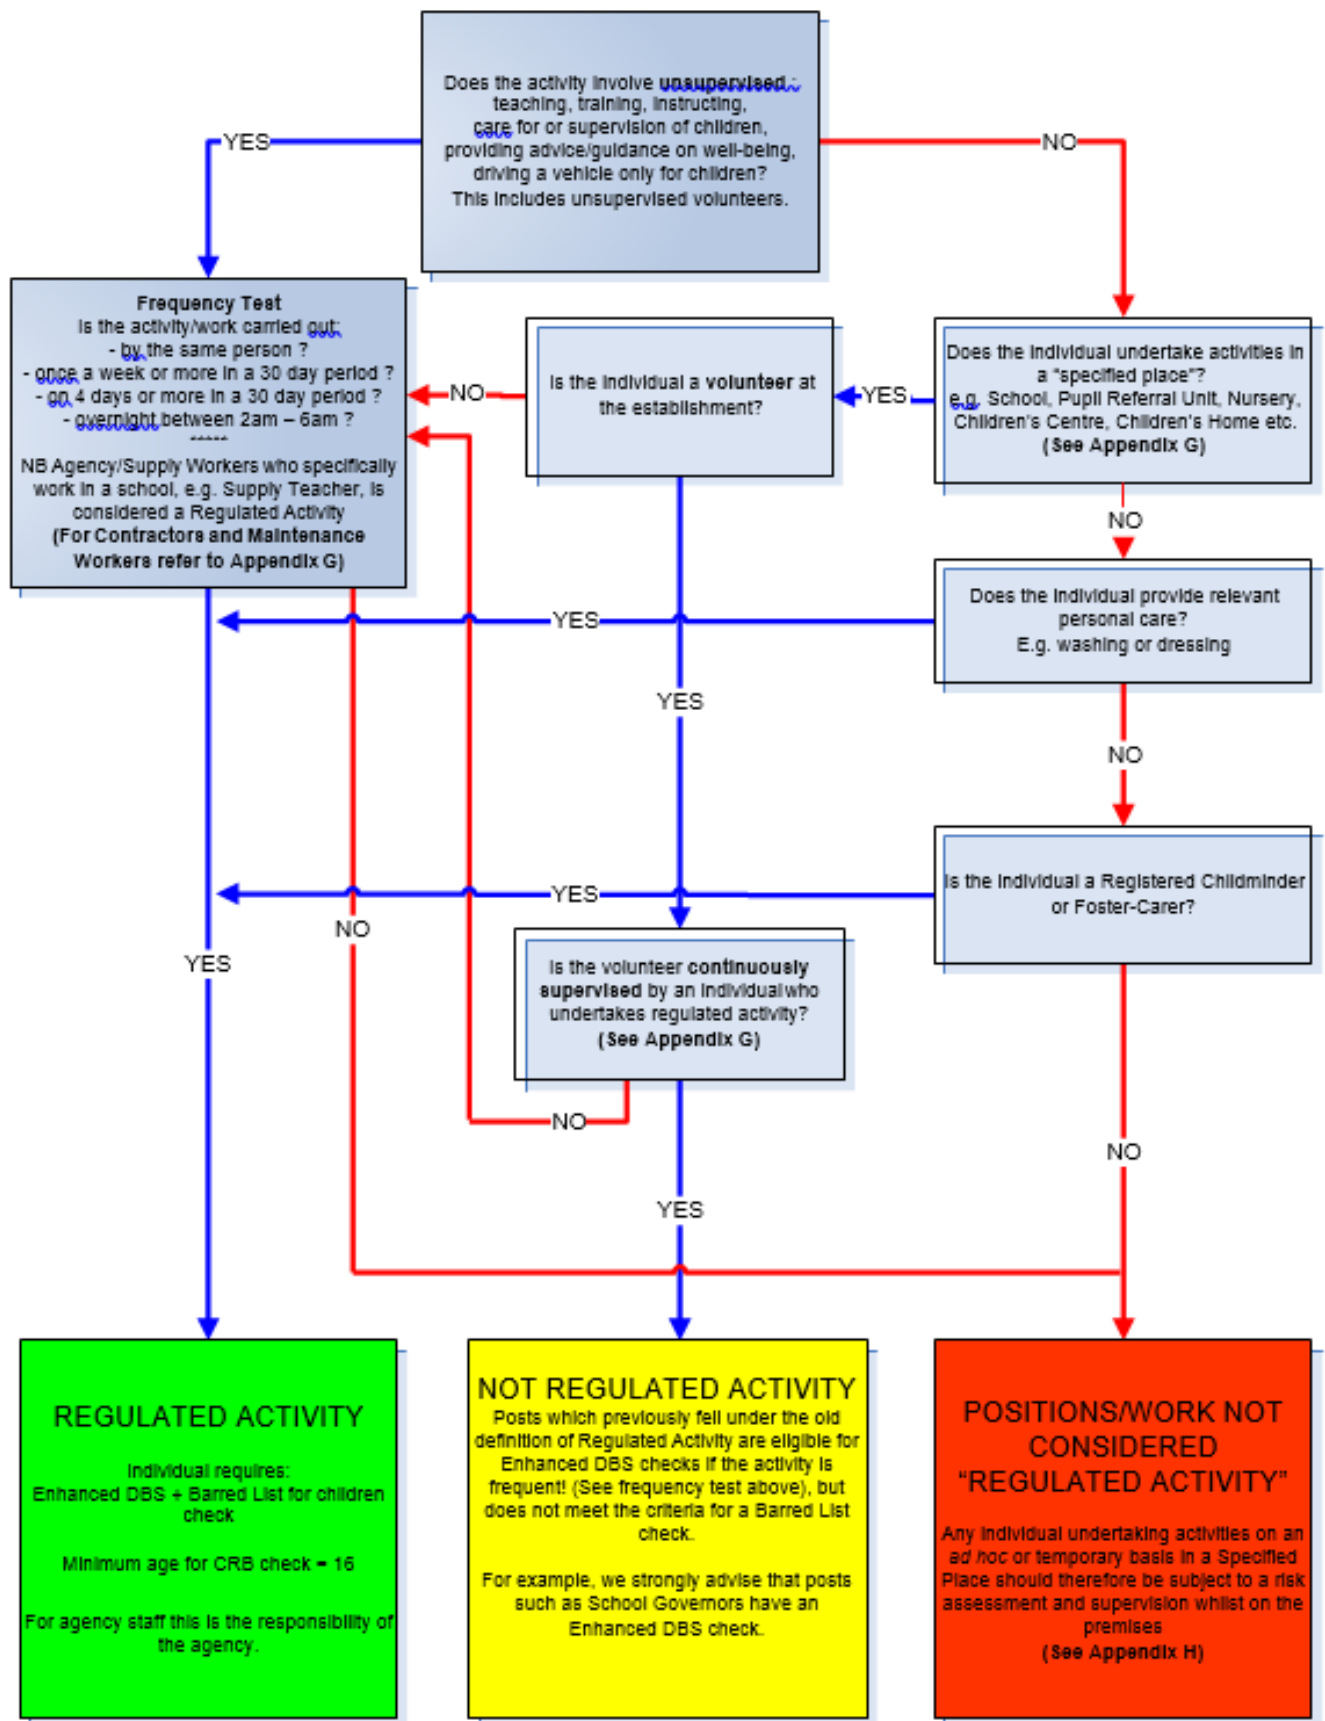 Does the activity involve unsupervised :
teaching, training, instructing,
care for or supervision of children,
providing advice/guidance on well-being,
driving a vehicle only for children?
This includes unsupervised volunteers.
YES
NO
Frequency Test
Is the activity/work carried out:
- by the same person ?
- once a week or more in a 30 day period ?
- on 4 days or more in a 30 day period ?
- overnight between 2am – 6am ?
-----
NB Agency/Supply Workers who specifically
work in a school, e.g. Supply Teacher, is
considered a Regulated Activity
(For Contractors and Maintenance
Workers refer to Appendix G)
NO
Is the individual a volunteer at
the establishment?
YES
Does the individual undertake activities in
a “specified place”?
e.g. School, Pupil Referral Unit, Nursery,
Children's Centre, Children's Home etc.
(See Appendix G)
NO
Does the individual provide relevant
personal care?
E.g. washing or dressing
YES
YES
NO
Is the individual a Registered Childminder
or Foster-Carer?
YES
NO
YES
Is the volunteer continuously
supervised by an individual who
undertakes regulated activity?
(See Appendix G)
NO
NO
YES
REGULATED ACTIVITY
Individual requires:
Enhanced DBS + Barred List for children
check
Minimum age for CRB check = 16
For agency staff this is the responsibility of
the agency.
NOT REGULATED ACTIVITY
Posts which previously fell under the old
definition of Regulated Activity are eligible for
Enhanced DBS checks if the activity is
frequent! (See frequency test above), but
does not meet the criteria for a Barred List
check.
For example, we strongly advise that posts
such as School Governors have an
Enhanced DBS check.
POSITIONS/WORK NOT
CONSIDERED
“REGULATED ACTIVITY”
Any individual undertaking activities on an
ad hoc or temporary basis in a Specified
Place should therefore be subject to a risk
assessment and supervision whilst on the
premises
(See Appendix H)